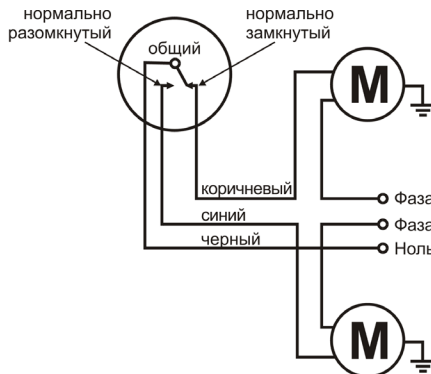 нормально
разомкнутый
нормально
замкнутый
общий
M
коричневый
синий
черный
Фаза
Фаза
Ноль
M